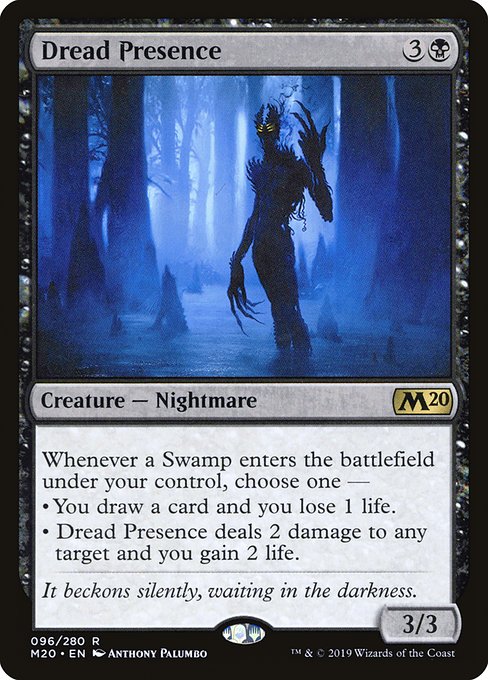 Dread Presence 3
Creature — Nightmare M20
Whenever a Swamp enters the battlefield
under your control, choose one —
• You draw a card and you lose 1 life.
• Dread Presence deals 2 damage to any
target and you gain 2 life.
It beckons silently, waiting in the darkness.
3/3
096/280 R
M20 • EN ANTHONY PALUMBO
™ & © 2019 Wizards of the Coast